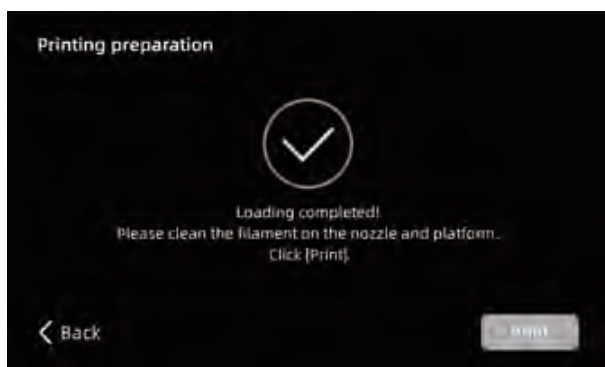 Printing preparation
Loading completed!
Please clean the filament on the nozzle and platform.
Click [Print].
Back